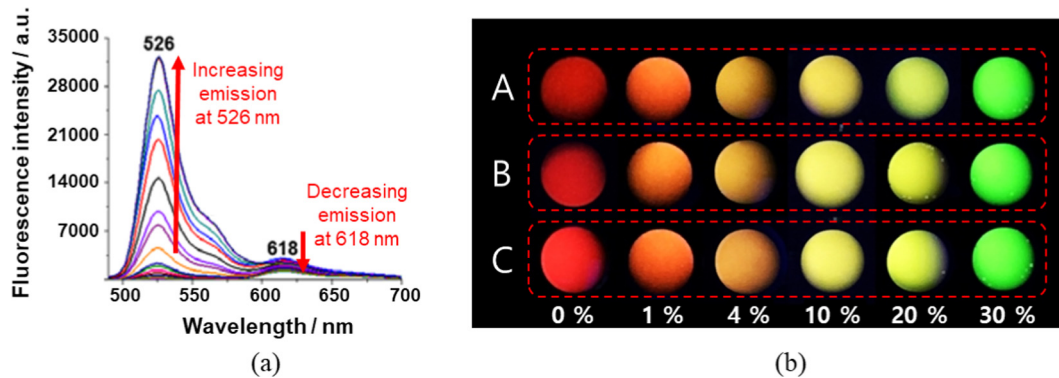 35000
28000
21000
14000
7000
Fluorescence intensity / a.u.
526
Increasing
emission
at 526 nm
Decreasing
emission
at 618 nm
618
500 550 600 650 700
Wavelength / nm
(a)
A
B
C
0 % 1 % 4 % 10 % 20 % 30 %
(b)